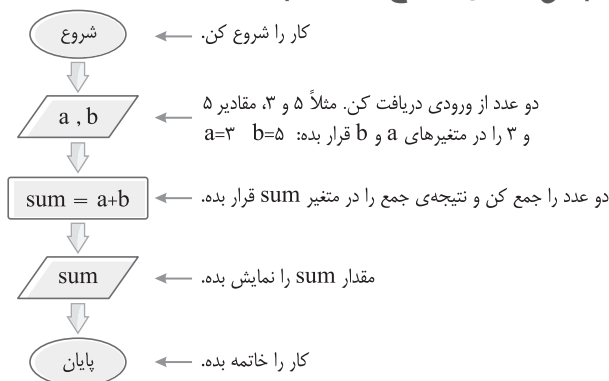 شروع
کار را شروع کن.
a , b
دو عدد از ورودی دریافت کن. مثلاً ۵ و ۳، مقادیر ۵
و ۳ را در متغیرهای a و b قرار بده: a=۳ b=۵
sum = a+b
دو عدد را جمع کن و نتیجه‌ی جمع را در متغیر sum قرار بده.
sum
مقدار sum را نمایش بده.
پایان
کار را خاتمه بده.